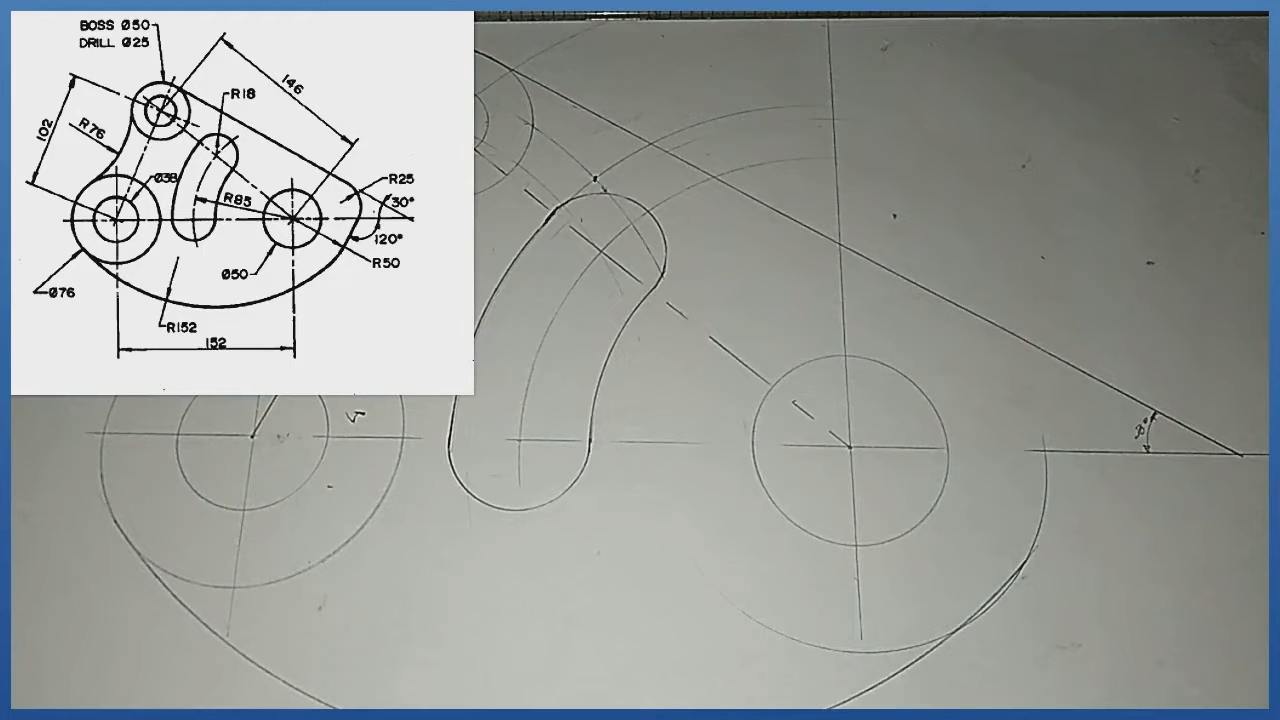 BOSS Ø50
DRILL Ø25
146
R18
102
R76
Ø38
R85
R25
30°
120°
R50
Ø50
Ø76
R152
152